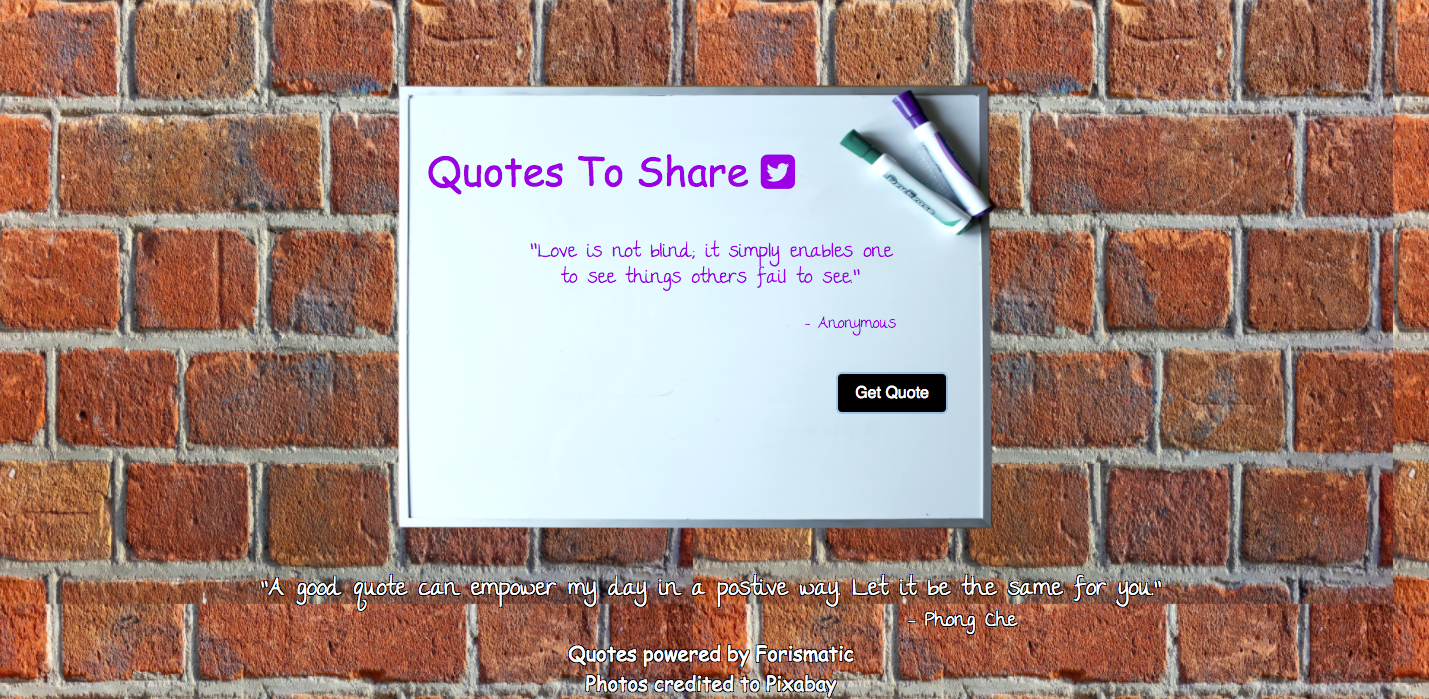 Quotes To Share
"Love is not blind; it simply enables one
to see things others fail to see."
- Anonymous
Get Quote
"A good quote can empower my day in a postive way. Let it be the same for you."
- Phong Che
Quotes powered by Forismatic
Photos credited to Pixabay